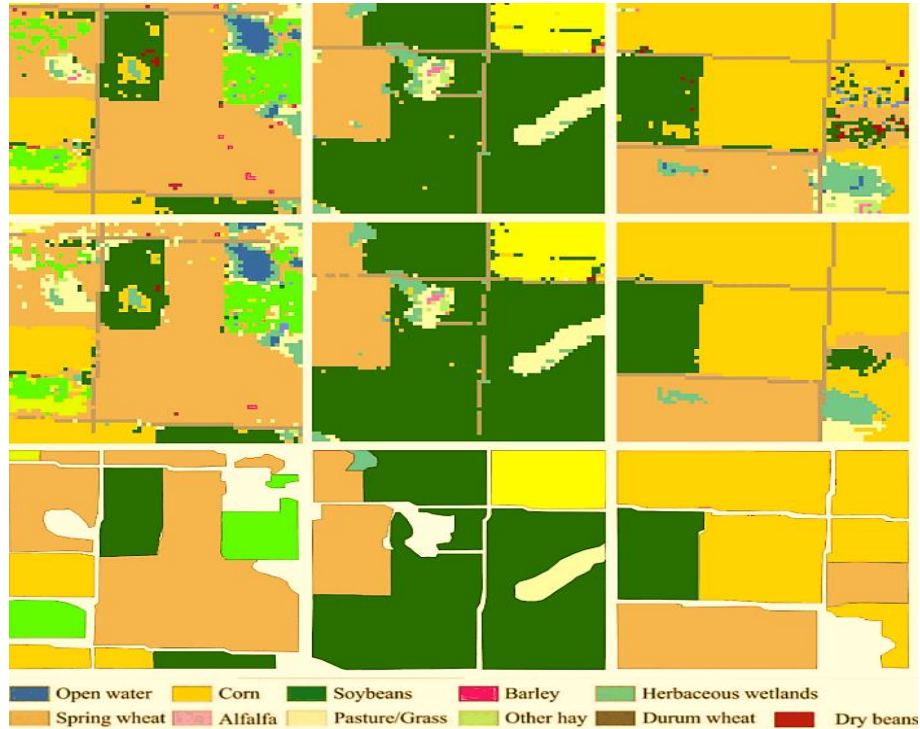 Open water Corn Soybeans Barley Herbaceous wetlands
Spring wheat Alfalfa Pasture/Grass Other hay Durum wheat Dry beans